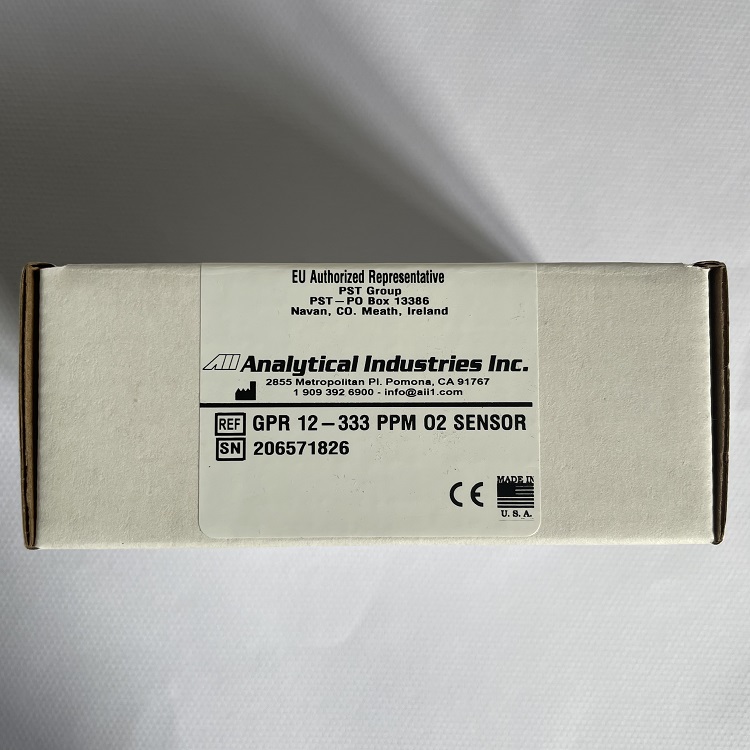 EU Authorized Representative
PST Group
PST-PO Box 13386
Navan, CO. Meath, Ireland
AII Analytical Industries Inc.
2855 Metropolitan Pl. Pomona, CA 91767
1 909 392 6900 - info@aii1.com
REF GPR 12-333 PPM O2 SENSOR
SN 206571826
CE
MADE IN
U.S.A.